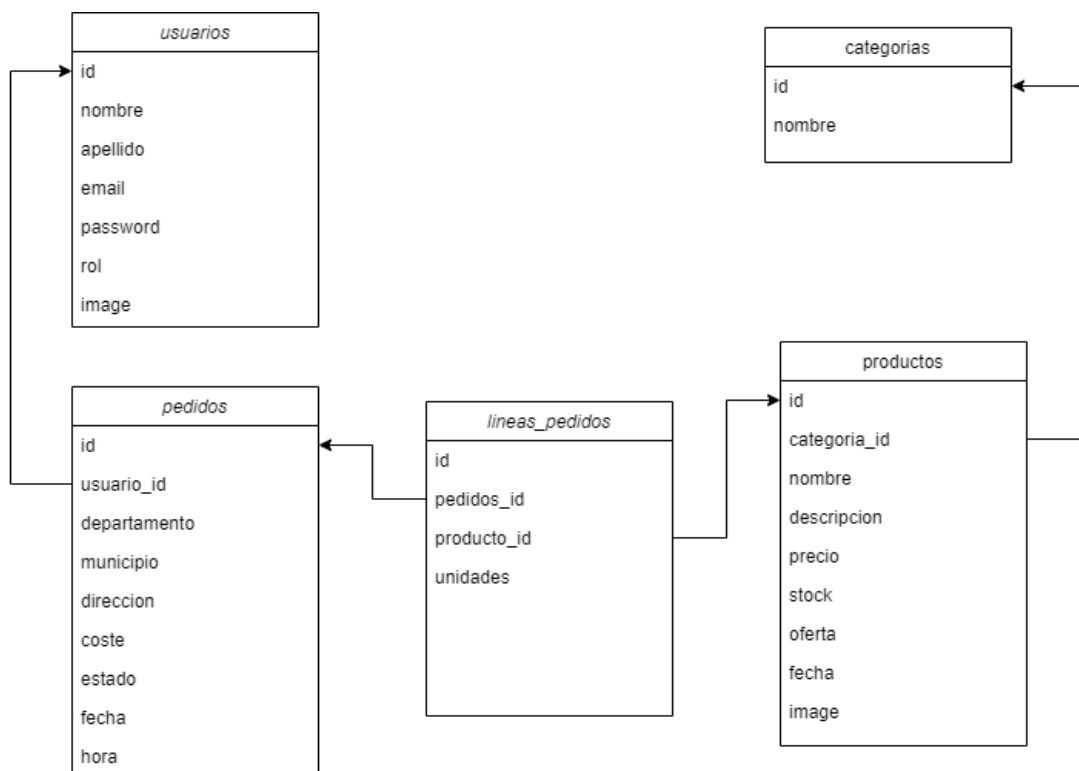 usuarios
id
nombre
apellido
email
password
rol
image
categorias
id
nombre
pedidos
id
usuario_id
departamento
municipio
direccion
coste
estado
fecha
hora
lineas_pedidos
id
pedidos_id
producto_id
unidades
productos
id
categoria_id
nombre
descripcion
precio
stock
oferta
fecha
image